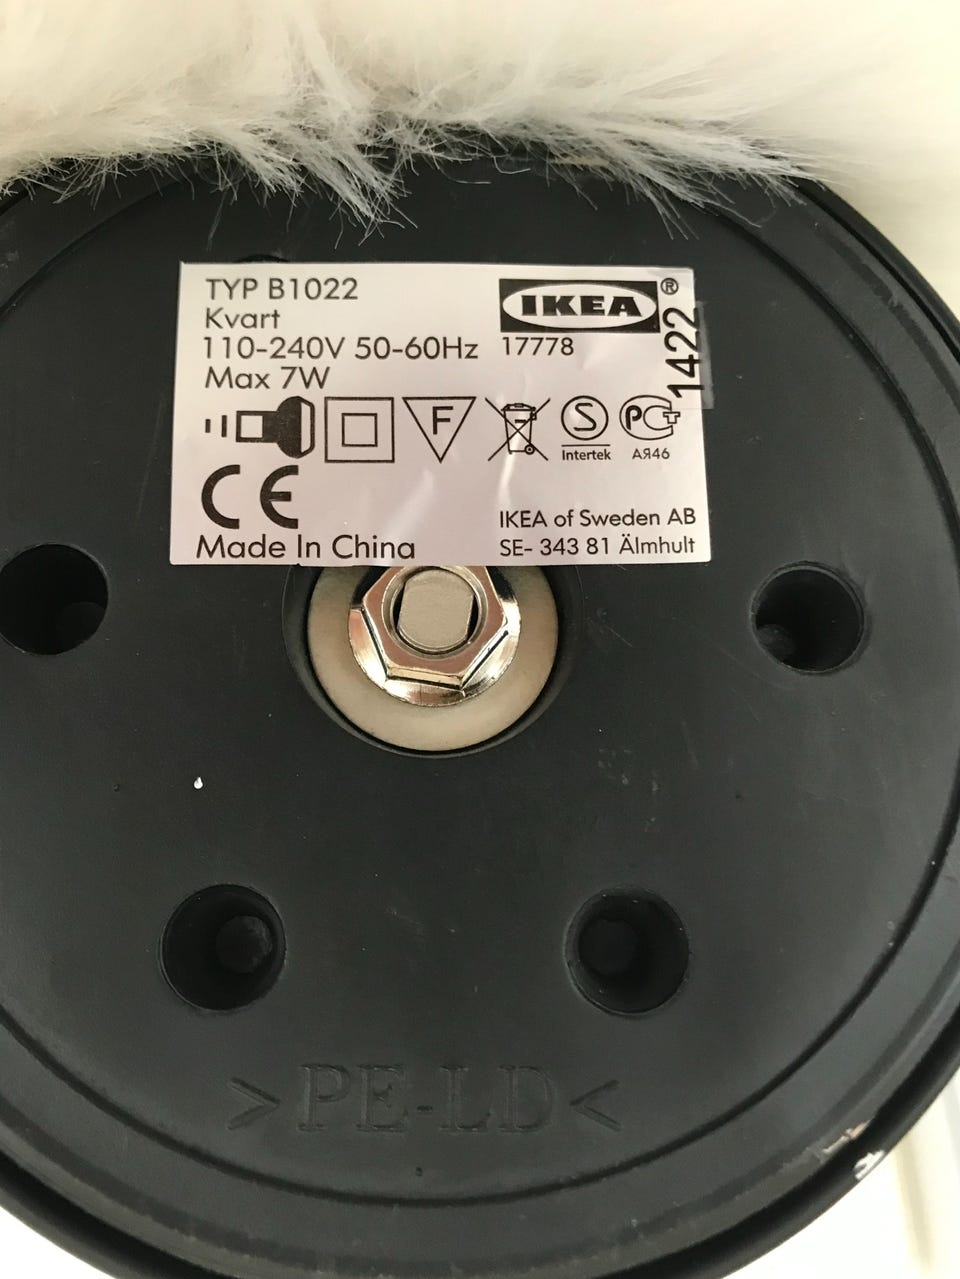 TYP B1022
Kvart
110-240V 50-60Hz
Max 7W
IKEA®
17778
1422
F
S
Intertek
PCT
АЯ46
CE
Made In China
IKEA of Sweden AB
SE- 343 81 Älmhult
>PE-LD<